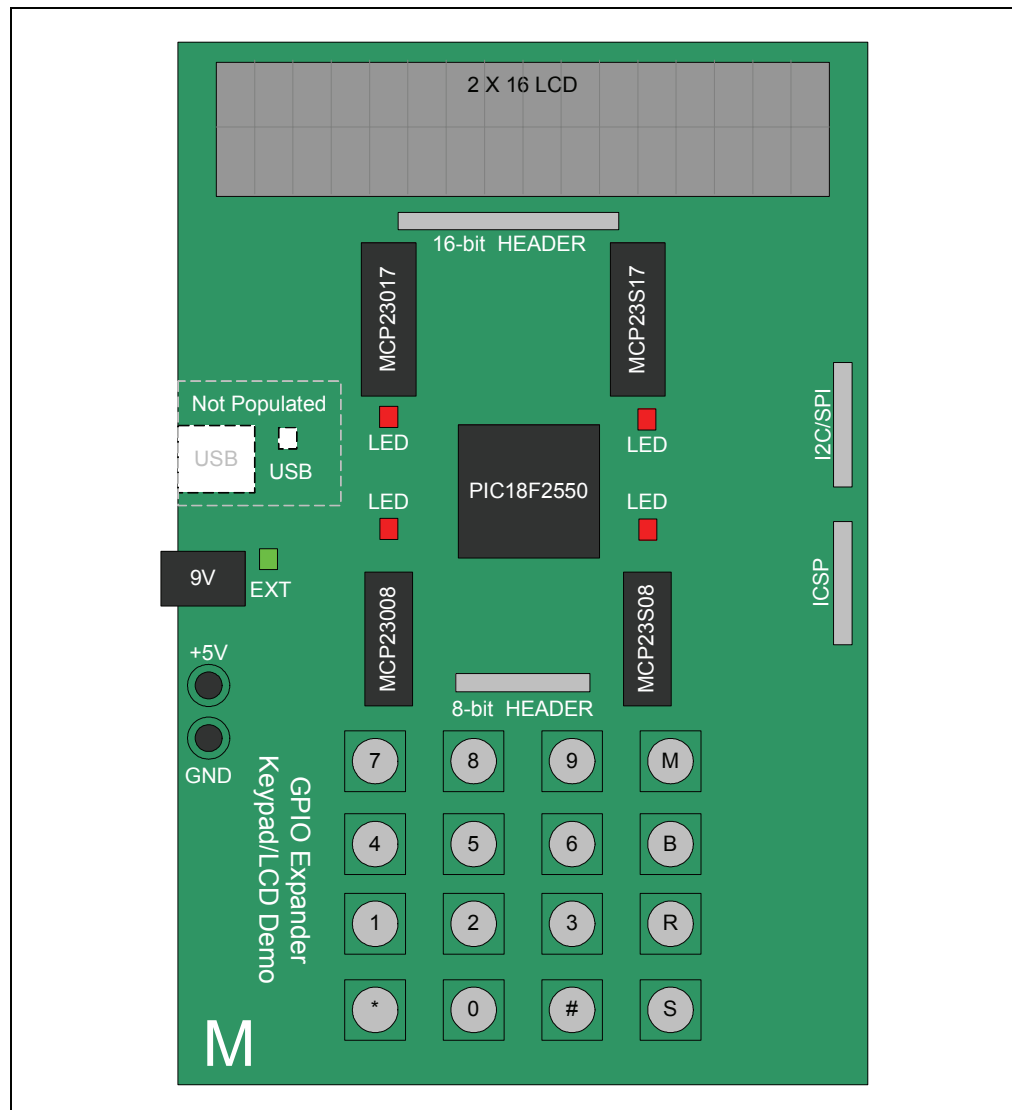 2 X 16 LCD
16-bit HEADER
MCP23017
MCP23S17
Not Populated
USB
USB
LED
LED
I2C/SPI
PIC18F2550
LED
LED
9V
EXT
ICSP
MCP23008
MCP23S08
+5V
GND
8-bit HEADER
GPIO Expander
Keypad/LCD Demo
7 8 9 M
4 5 6 B
1 2 3 R
* 0 # S
M